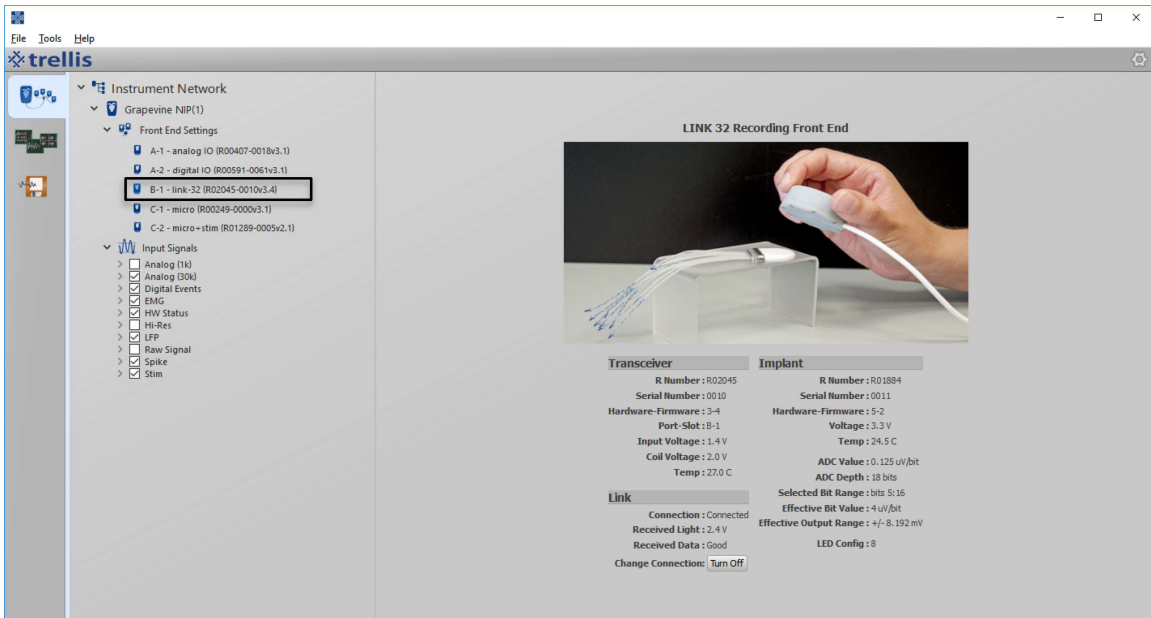 File Tools Help
trellis
Instrument Network
Grapevine NIP(1)
Front End Settings
A-1 - analog IO (R00407-0018v3.1)
A-2 - digital IO (R00591-0061v3.1)
B-1 - link-32 (R02045-0010v3.4)
C-1 - micro (R00249-0000v3.1)
C-2 - micro+stim (R01289-0005v2.1)
Input Signals
Analog (1k)
Analog (30k)
Digital Events
EMG
HW Status
Hi-Res
LFP
Raw Signal
Spike
Stim
LINK 32 Recording Front End
Transceiver
R Number : R02045
Serial Number : 0010
Hardware-Firmware : 3-4
Port-Slot : B-1
Input Voltage : 1.4 V
Coil Voltage : 2.0 V
Temp : 27.0 C
Link
Connection : Connected
Received Light : 2.4 V
Received Data : Good
Change Connection: Turn Off
Implant
R Number : R01884
Serial Number : 0011
Hardware-Firmware : 5-2
Voltage : 3.3 V
Temp : 24.5 C
ADC Value : 0.125 uV/bit
ADC Depth : 18 bits
Selected Bit Range : bits 5:16
Effective Bit Value : 4 uV/bit
Effective Output Range : +/- 8.192 mV
LED Config : 8